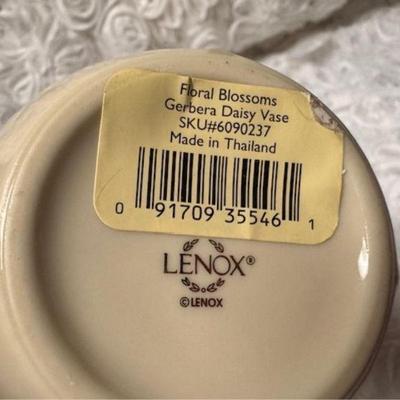 Floral Blossoms
Gerbera Daisy Vase
SKU#6090237
Made in Thailand
0 91709 35546 1
LENOX®
©LENOX